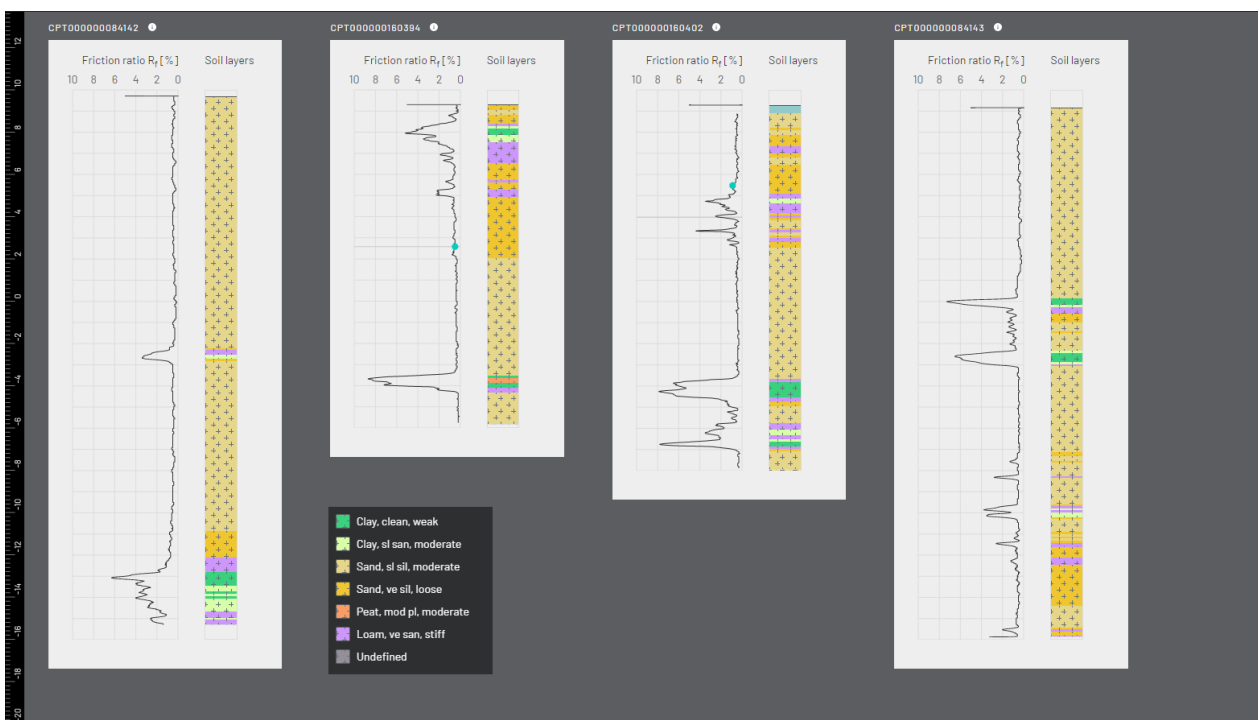 CPT000000084142
CPT000000160394
CPT000000160402
CPT000000084143
Friction ratio Rf [%] Soil layers
10 8 6 4 2 0
Friction ratio Rf [%] Soil layers
10 8 6 4 2 0
Friction ratio Rf [%] Soil layers
10 8 6 4 2 0
Friction ratio Rf [%] Soil layers
10 8 6 4 2 0
12
10
8
6
4
2
0
-2
-4
-6
-8
-10
-12
-14
-16
-18
-20
Clay, clean, weak
Clay, sl san, moderate
Sand, sl sil, moderate
Sand, ve sil, loose
Peat, mod pl, moderate
Loam, ve san, stiff
Undefined